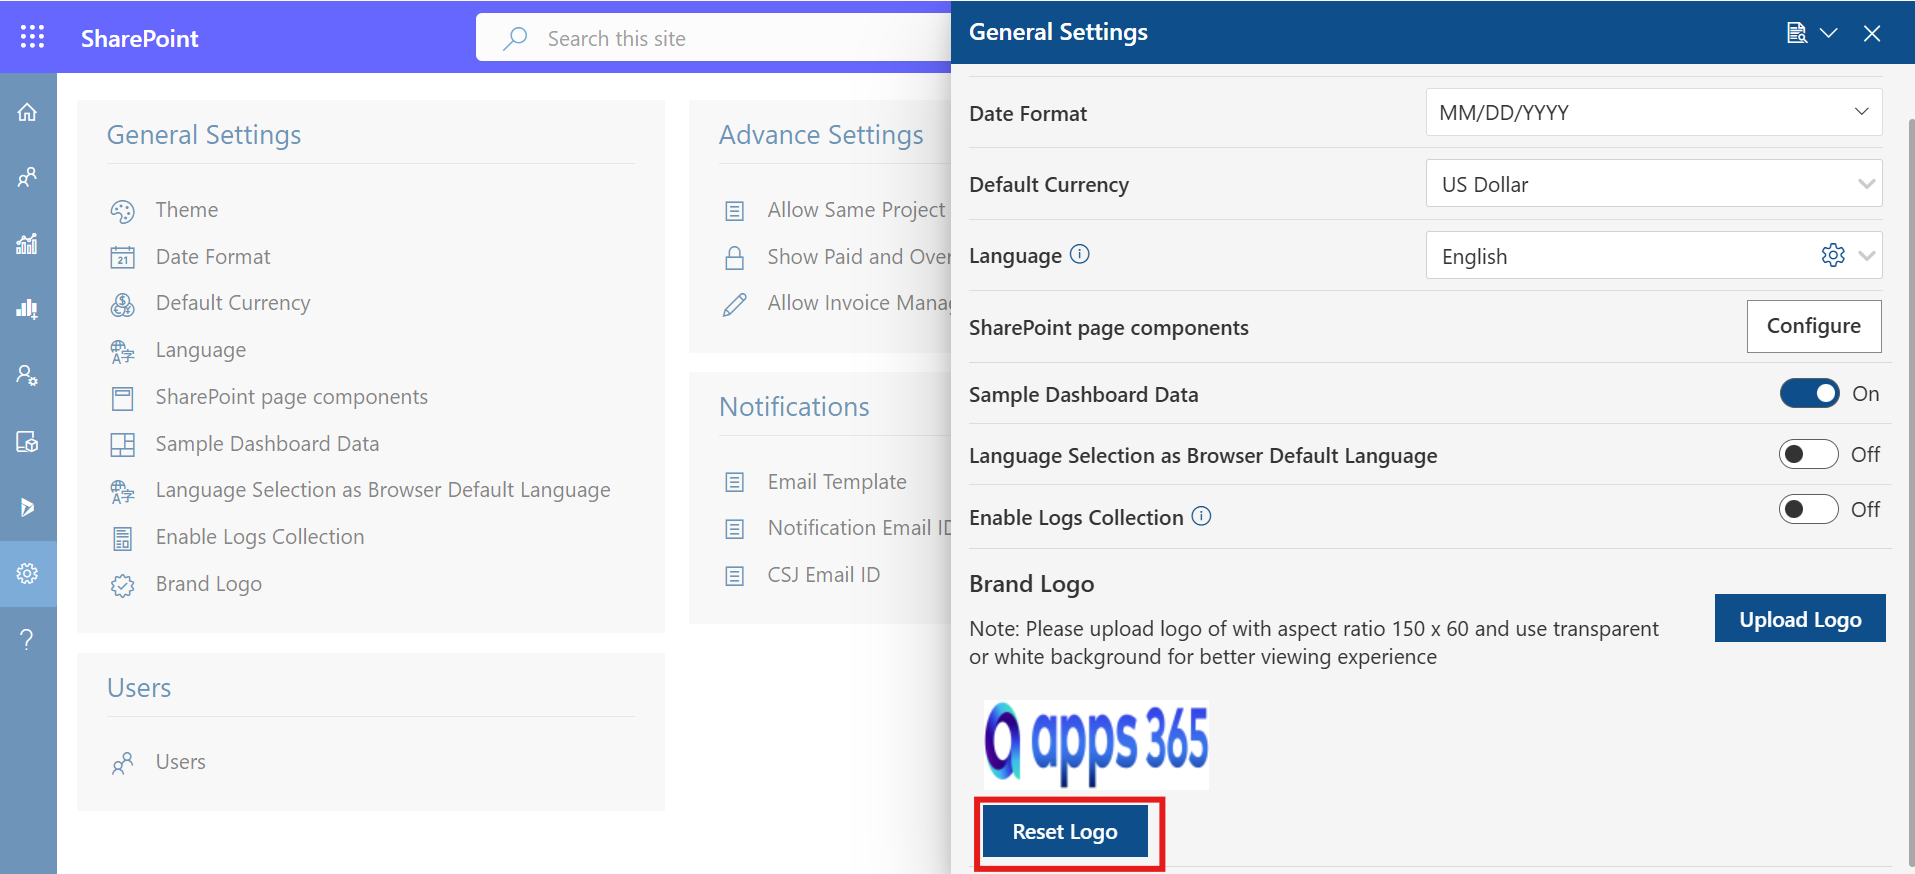 SharePoint
Search this site
General Settings
Theme
21
Date Format
Default Currency
Language
SharePoint page components
Sample Dashboard Data
Language Selection as Browser Default Language
Enable Logs Collection
Brand Logo
Users
Users
Advance Settings
Allow Same Project
Show Paid and Over
Allow Invoice Manag
Notifications
Email Template
Notification Email ID
CSJ Email ID
General Settings
Date Format
MM/DD/YYYY
Default Currency
US Dollar
Language
English
SharePoint page components
Configure
Sample Dashboard Data
On
Language Selection as Browser Default Language
Off
Enable Logs Collection
Off
Brand Logo
Note: Please upload logo of with aspect ratio 150 x 60 and use transparent
or white background for better viewing experience
Upload Logo
apps 365
Reset Logo